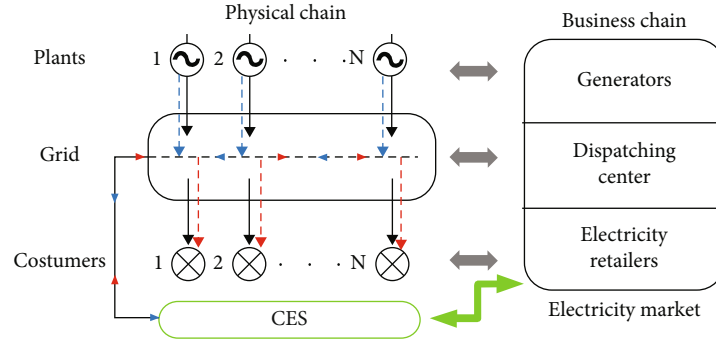 Physical chain
Business chain
Plants
1
2
· · · ·
N
Generators
Grid
Dispatching
center
Costumers
1
2
· · · ·
N
Electricity
retailers
CES
Electricity market